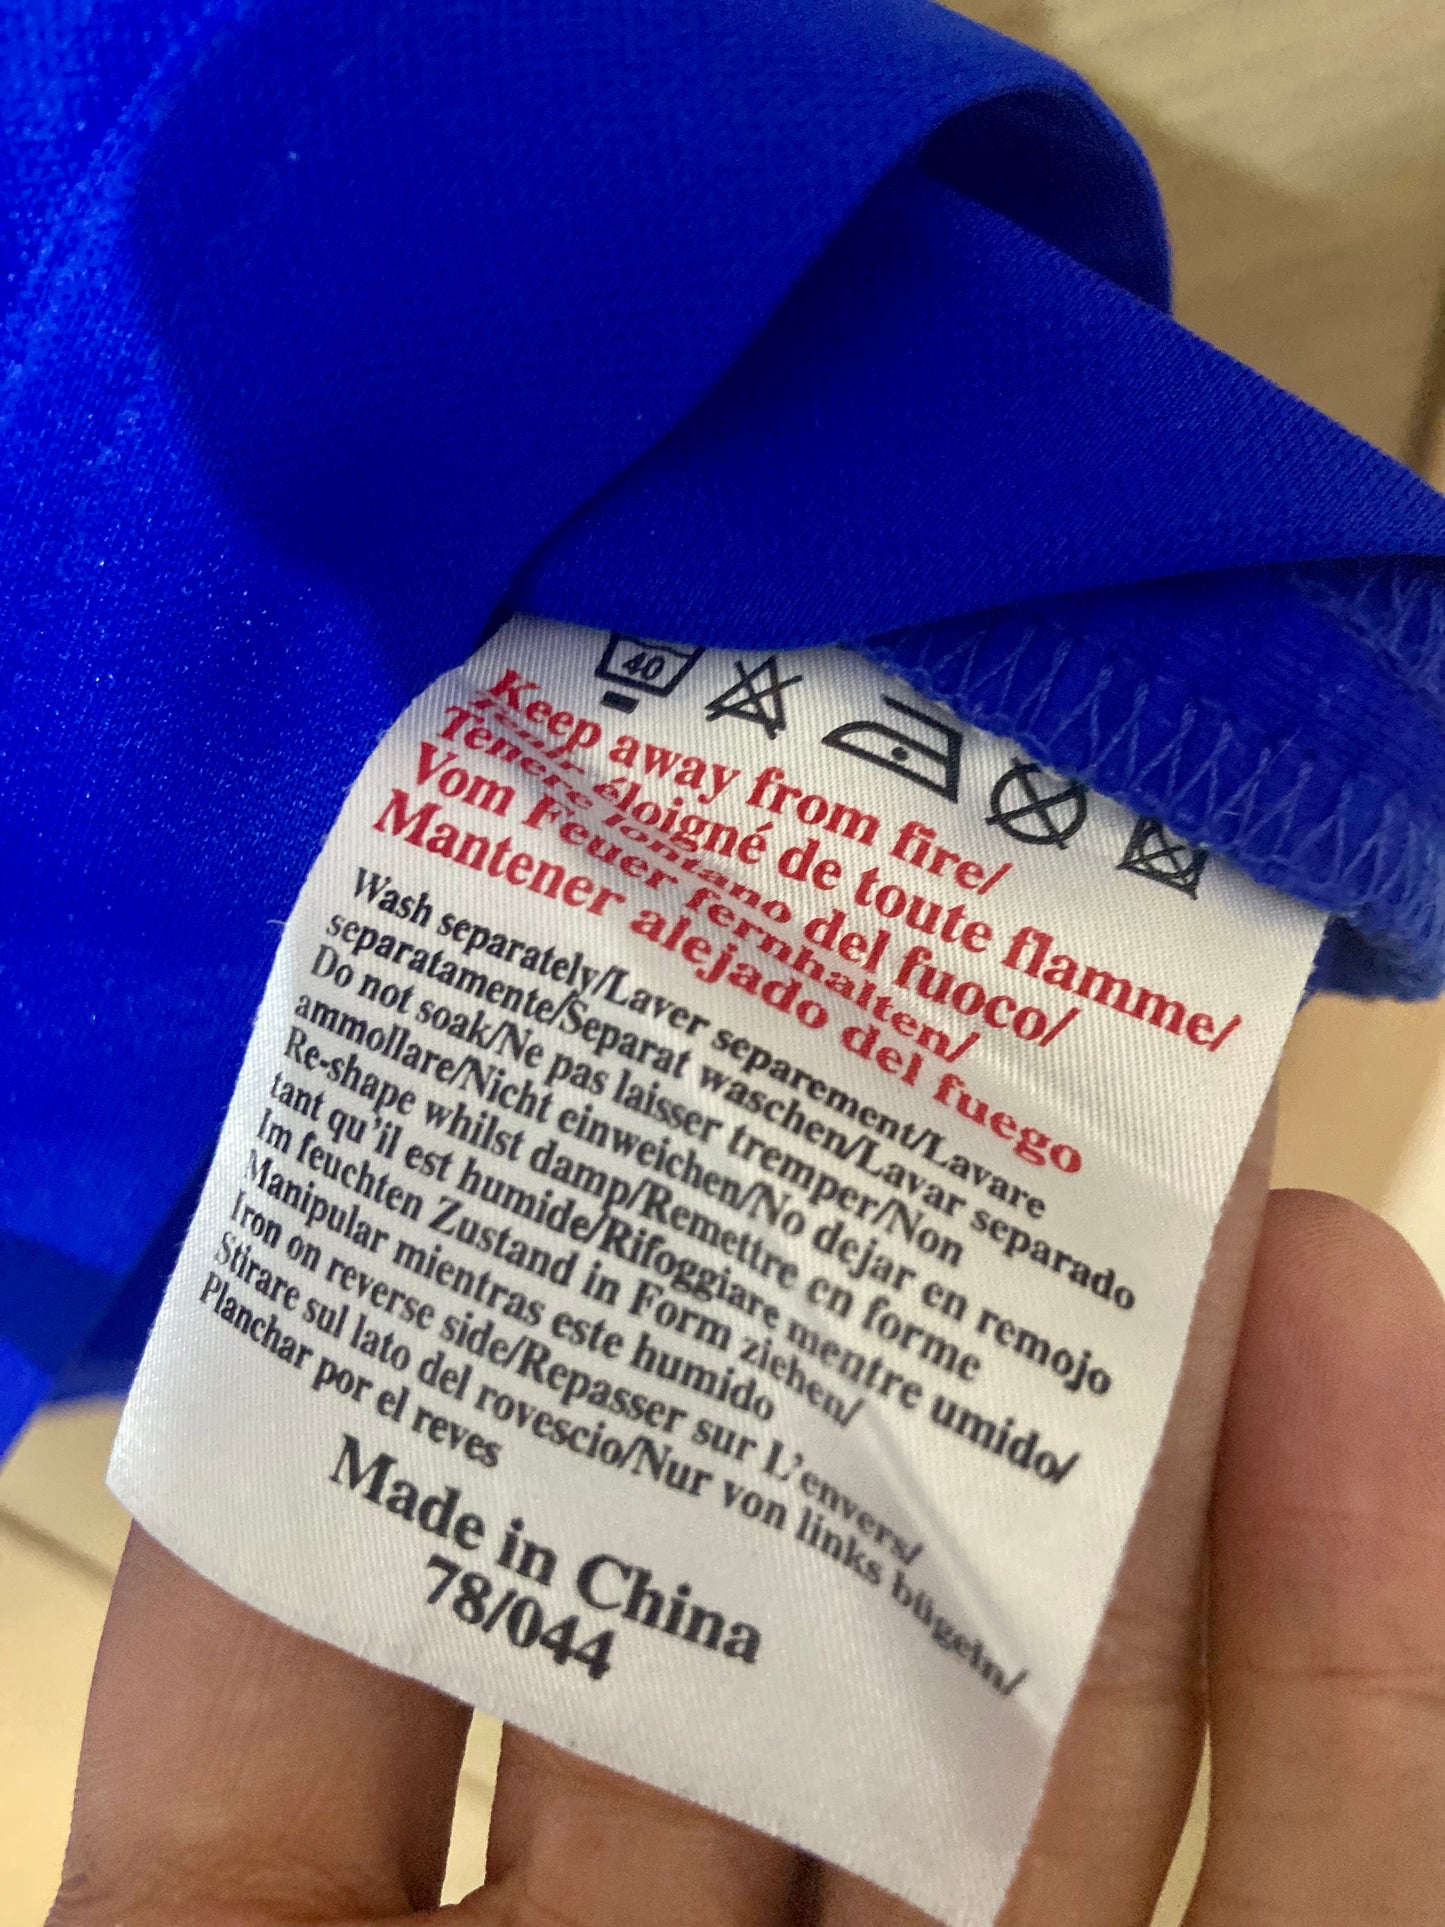 40
Keep away from fire/
Tenir éloigné de toute flamme/
Tenere lontano del fuoco/
Vom Feuer fernhalten/
Mantener alejado del fuego
Wash separately/Laver separement/Lavare
separatamente/Separat waschen/Lavar separado
Do not soak/Ne pas laisser tremper/Non
ammollare/Nicht einweichen/No dejar en remojo
Re-shape whilst damp/Remettre en forme
tant qu'il est humide/Rifoggiare mentre umido/
Im feuchten Zustand in Form ziehen/
Manipular mientras este humido
Iron on reverse side/Repasser sur L'envers/
Stirare sul lato del rovescio/Nur von links bügeln/
Planchar por el reves
Made in China
78/044